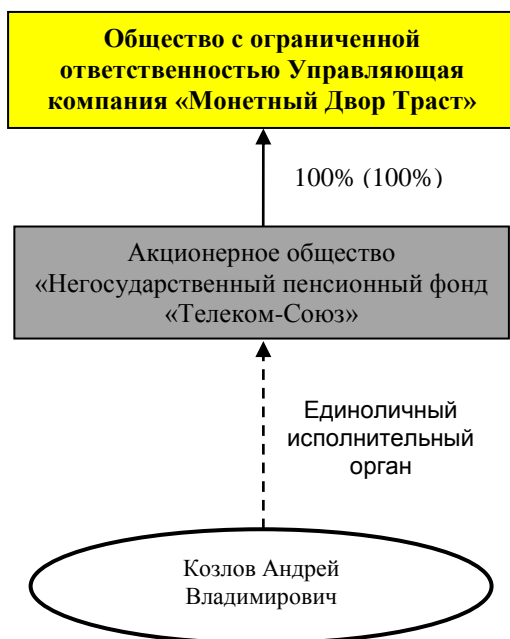 Общество с ограниченной
ответственностью Управляющая
компания «Монетный Двор Траст»
100% (100%)
Акционерное общество
«Негосударственный пенсионный фонд
«Телеком-Союз»
Единоличный
исполнительный
орган
Козлов Андрей
Владимирович